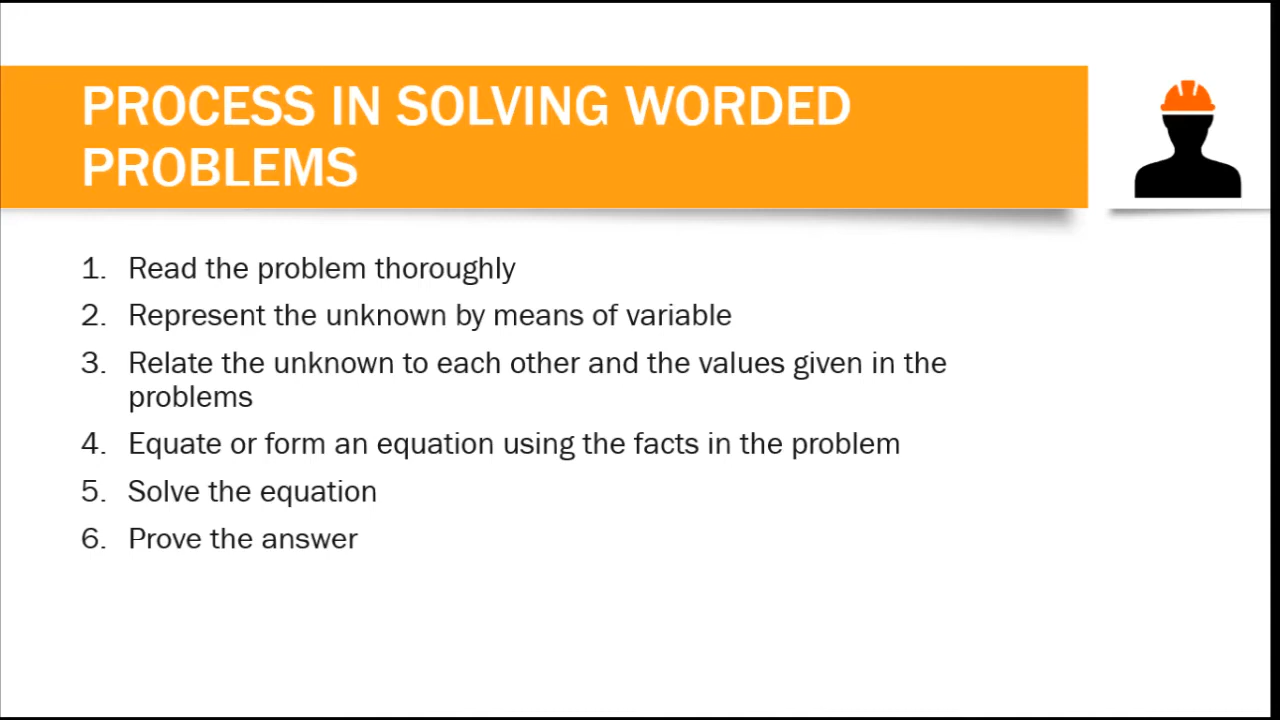 PROCESS IN SOLVING WORDED
PROBLEMS
1. Read the problem thoroughly
2. Represent the unknown by means of variable
3. Relate the unknown to each other and the values given in the
problems
4. Equate or form an equation using the facts in the problem
5. Solve the equation
6. Prove the answer